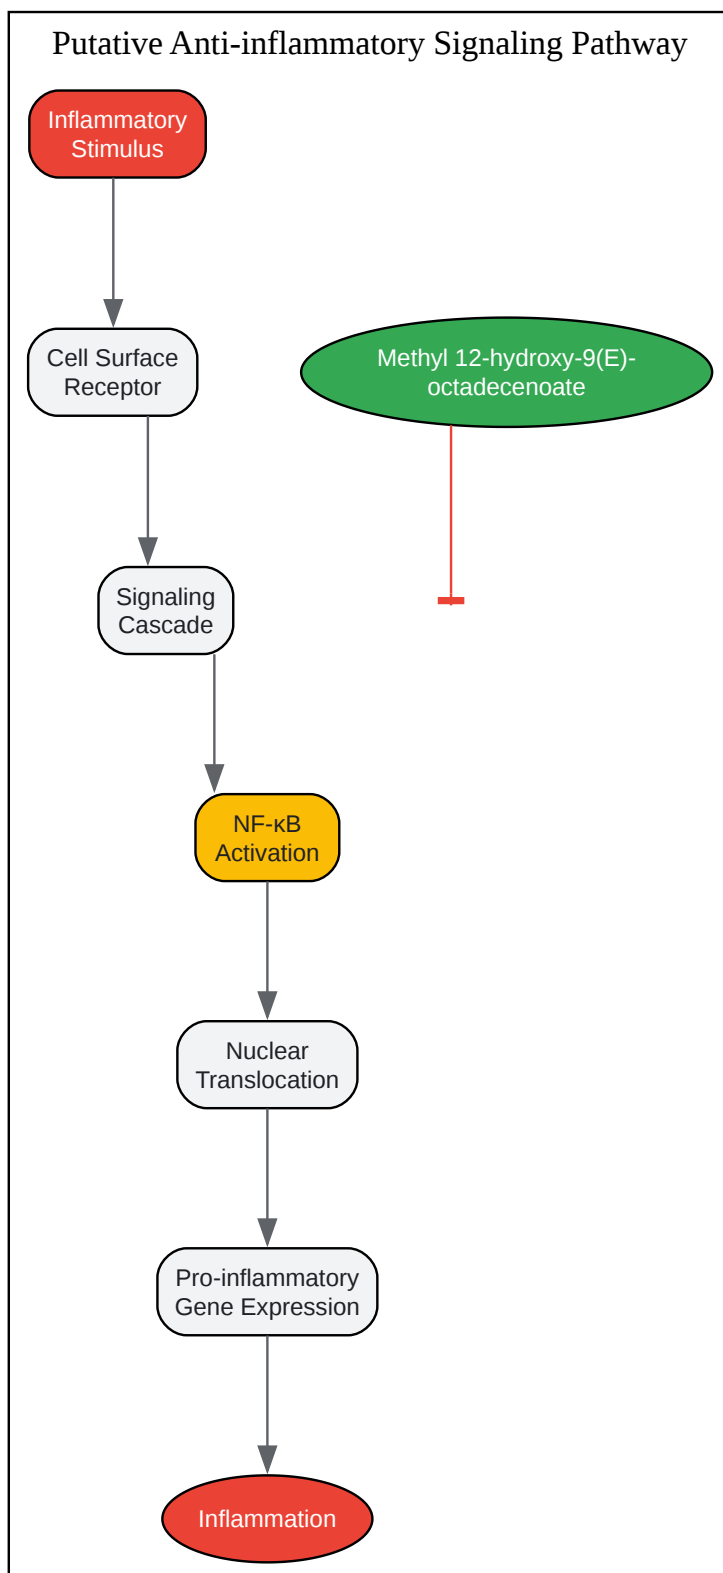 Putative Anti-inflammatory Signaling Pathway
Inflammatory
Stimulus
Cell Surface
Receptor
Methyl 12-hydroxy-9(E)-
octadecenoate
Signaling
Cascade
NF-κB
Activation
Nuclear
Translocation
Pro-inflammatory
Gene Expression
Inflammation